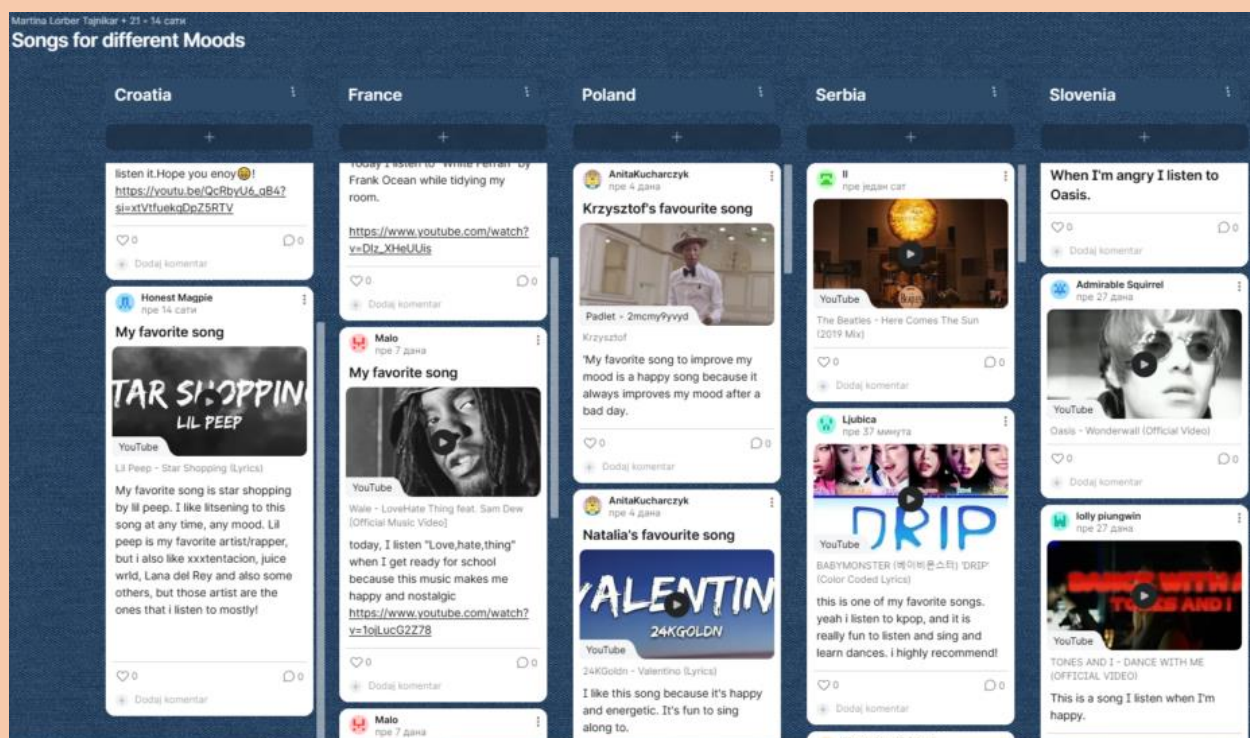 Martina Lorber Tajnikar + 21 • 14 сати
Songs for different Moods
Croatia
listen it.Hope you enoy😄!
https://youtu.be/QcRbyU6_qB4?
si=xtVtfuekqDpZ5RTV
0
0
Dodaj komentar
Honest Magpie
пре 14 сати
My favorite song
STAR SHOPPING
LIL PEEP
YouTube
Lil Peep - Star Shopping (Lyrics)
My favorite song is star shopping
by lil peep. I like litsening to this
song at any time, any mood. Lil
peep is my favorite artist/rapper,
but i also like xxxtentacion, juice
wrld, Lana del Rey and also some
others, but those artist are the
ones that i listen to mostly!
0
0
Dodaj komentar
France
Today I listen to "White Ferrari" by
Frank Ocean while tidying my
room.
https://www.youtube.com/watch?
v=Dlz_XHeUUis
0
0
Dodaj komentar
Malo
пре 7 дана
My favorite song
YouTube
Wale - LoveHate Thing feat. Sam Dew
[Official Music Video]
today, I listen "Love,hate,thing"
when I get ready for school
because this music makes me
happy and nostalgic
https://www.youtube.com/watch?
v=1ojLucG2Z78
0
0
Dodaj komentar
Malo
пре 7 дана
Poland
AnitaKucharczyk
пре 4 дана
Krzysztof's favourite song
Padlet - 2mcmy9yvyd
Krzysztof
'My favorite song to improve my
mood is a happy song because it
always improves my mood after a
bad day.
0
0
Dodaj komentar
AnitaKucharczyk
пре 4 дана
Natalia's favourite song
VALENTIN
24KGOLDN
YouTube
24KGoldn - Valentino (Lyrics)
I like this song because it's happy
and energetic. It's fun to sing
along to.
Serbia
II
пре један сат
YouTube
The Beatles - Here Comes The Sun
(2019 Mix)
0
0
Dodaj komentar
Ljubica
пре 37 минута
DRIP
YouTube
BABYMONSTER (베이비몬스터) 'DRIP'
(Color Coded Lyrics)
this is one of my favorite songs.
yeah i listen to kpop, and it is
really fun to listen and sing and
learn dances. i highly recommend!
0
0
Dodaj komentar
Slovenia
When I'm angry I listen to
Oasis.
0
0
Dodaj komentar
Admirable Squirrel
пре 27 дана
YouTube
Oasis - Wonderwall (Official Video)
0
0
Dodaj komentar
lolly piungwin
пре 27 дана
DANCE WITH
TONES AND I
YouTube
TONES AND I - DANCE WITH ME
(OFFICIAL VIDEO)
This is a song I listen when I'm
happy.